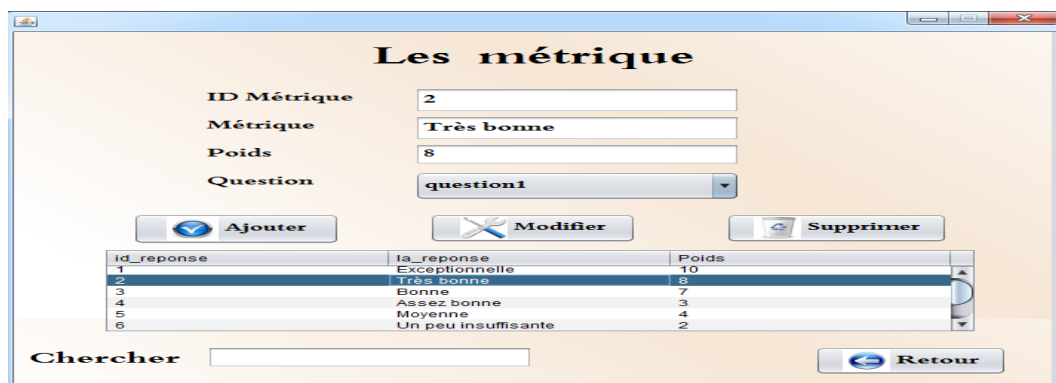 Les métrique
ID Métrique 2
Métrique Très bonne
Poids 8
Question question1
Ajouter Modifier Supprimer
id_reponse la_reponse Poids
1 Exceptionnelle 10
2 Très bonne 8
3 Bonne 7
4 Assez bonne 3
5 Moyenne 4
6 Un peu insuffisante 2
Chercher Retour